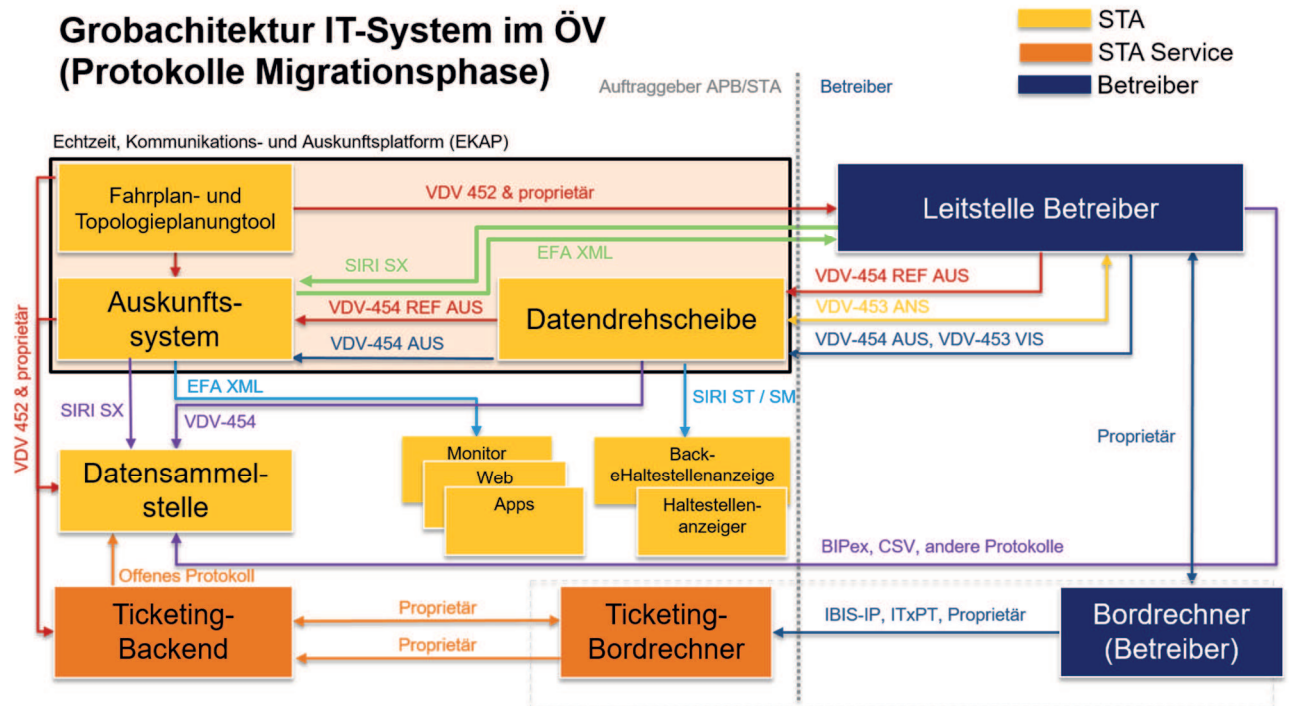 Grobachitektur IT-System im ÖV
(Protokolle Migrationsphase)
STA
STA Service
Betreiber
Auftraggeber APB/STA
Betreiber
Echtzeit, Kommunikations- und Auskunftsplatform (EKAP)
Fahrplan- und
Topologieplanungtool
VDV 452 & proprietär
Leitstelle Betreiber
SIRI SX
EFA XML
Auskunfts-
system
VDV-454 REF AUS
VDV-454 AUS
Datendrehscheibe
VDV-454 REF AUS
VDV-453 ANS
VDV-454 AUS, VDV-453 VIS
VDV 452 & proprietär
SIRI SX
EFA XML
VDV-454
SIRI ST / SM
Proprietär
Datensammel-
stelle
Monitor
Web
Apps
Back-
eHaltestellenanzeige
Haltestellen-
anzeiger
BIPex, CSV, andere Protokolle
Offenes Protokoll
Ticketing-
Backend
Proprietär
Proprietär
Ticketing-
Bordrechner
IBIS-IP, ITxPT, Proprietär
Bordrechner
(Betreiber)